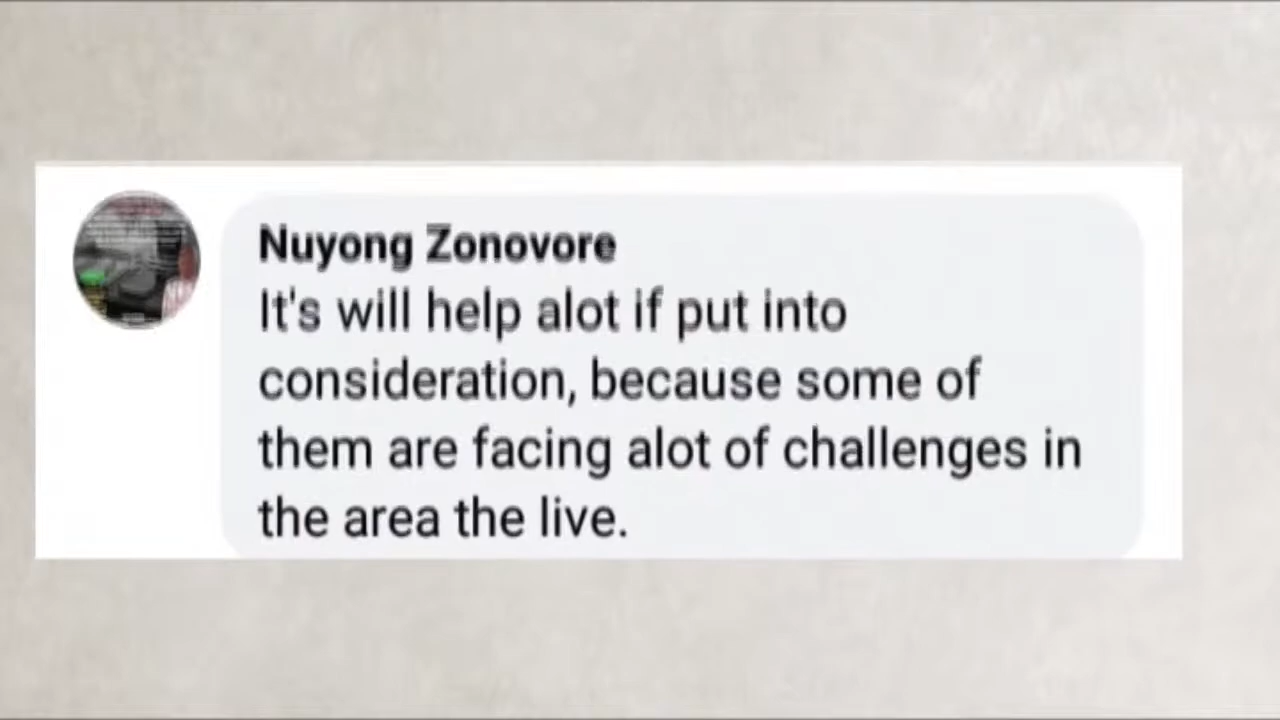 Nuyong Zonovore
It's will help alot if put into
consideration, because some of
them are facing alot of challenges in
the area the live.